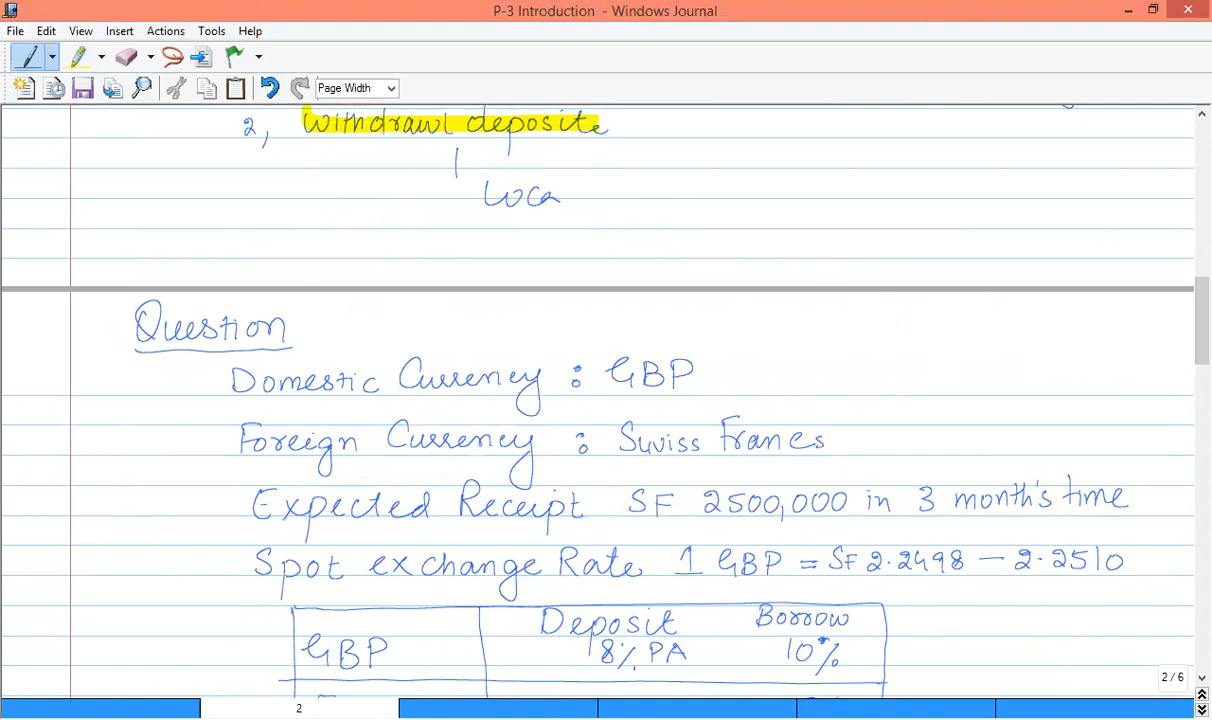 P-3 Introduction - Windows Journal
File Edit View Insert Actions Tools Help
Page Width
2, withdrawl deposite
Loca
Question
Domestic Currency : GBP
Foreign Currency : Swiss Francs
Expected Receipt SF 2500,000 in 3 month's time
Spot exchange Rate 1 GBP = SF 2.2498 - 2.2510
Deposit Borrow
GBP 8% PA 10%
2 / 6
2